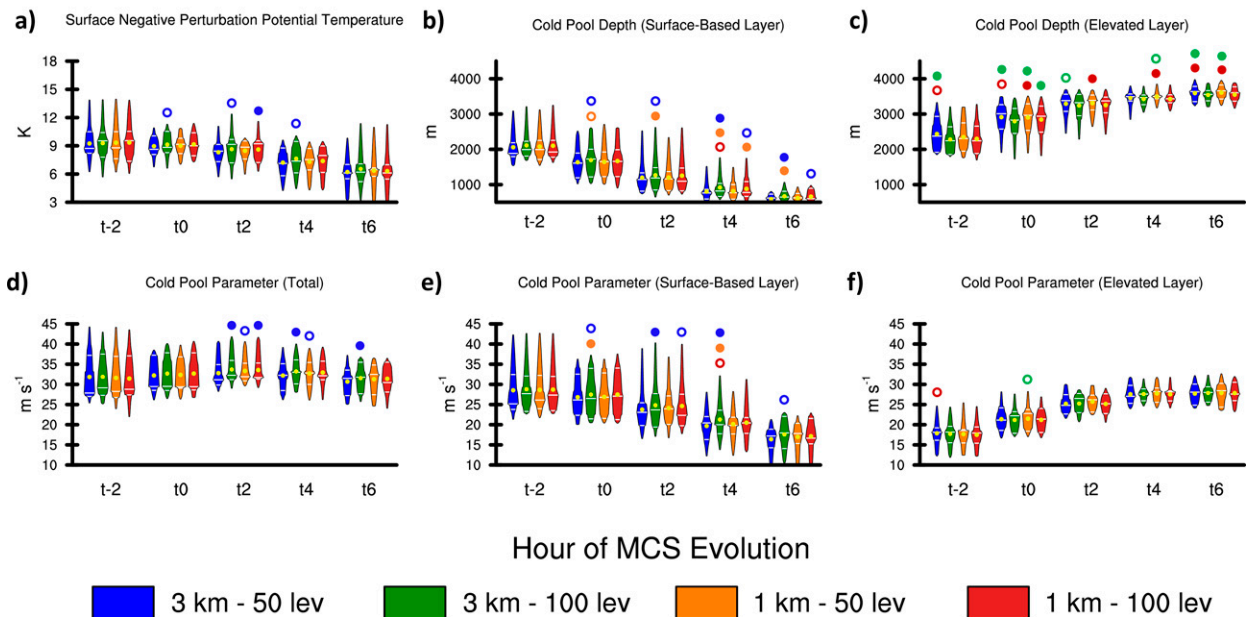 a) Surface Negative Perturbation Potential Temperature
18
15
12
9
6
3
K
t-2 t0 t2 t4 t6
b) Cold Pool Depth (Surface-Based Layer)
4000
3000
2000
1000
m
t-2 t0 t2 t4 t6
c) Cold Pool Depth (Elevated Layer)
4000
3000
2000
1000
m
t-2 t0 t2 t4 t6
d) Cold Pool Parameter (Total)
45
40
35
30
25
20
15
10
m s⁻¹
t-2 t0 t2 t4 t6
e) Cold Pool Parameter (Surface-Based Layer)
45
40
35
30
25
20
15
10
m s⁻¹
t-2 t0 t2 t4 t6
f) Cold Pool Parameter (Elevated Layer)
45
40
35
30
25
20
15
10
m s⁻¹
t-2 t0 t2 t4 t6
Hour of MCS Evolution
3 km - 50 lev 3 km - 100 lev 1 km - 50 lev 1 km - 100 lev